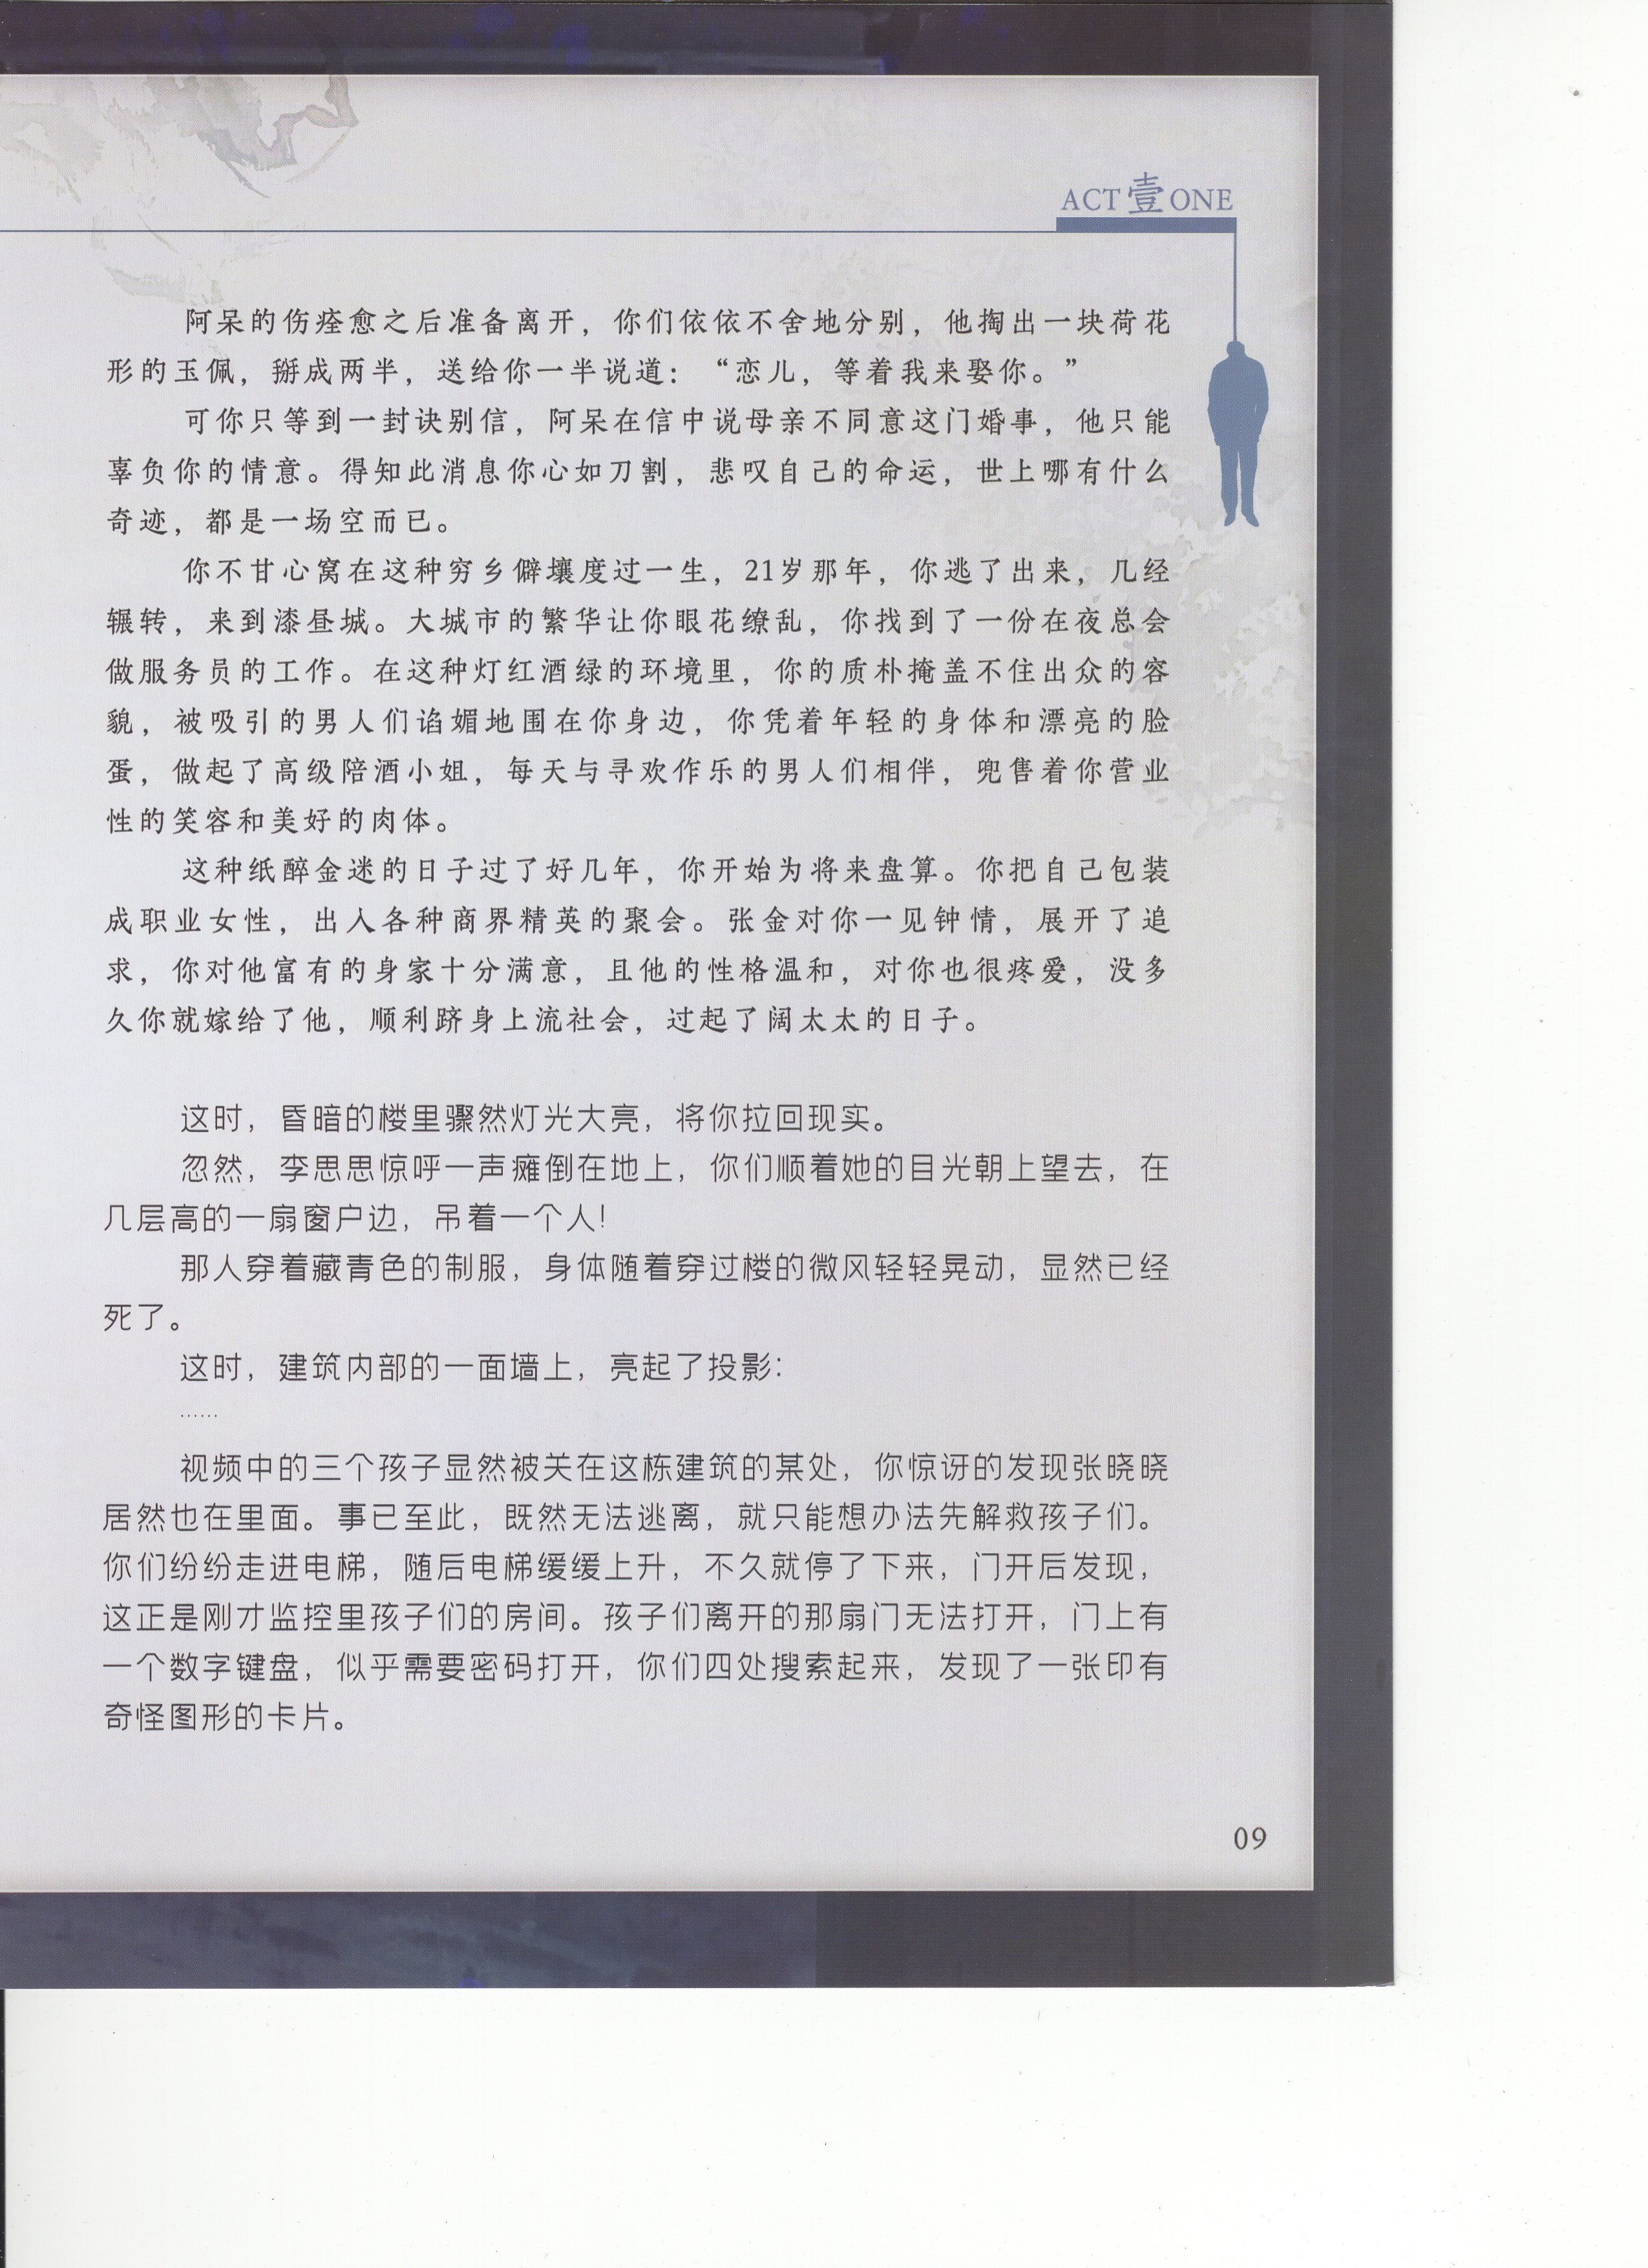 ACT 壹 ONE
阿呆的伤痊愈之后准备离开，你们依依不舍地分别，他掏出一块荷花
形的玉佩，掰成两半，送给你一半说道：“恋儿，等着我来娶你。”
可你只等到一封诀别信，阿呆在信中说母亲不同意这门婚事，他只能
辜负你的情意。得知此消息你心如刀割，悲叹自己的命运，世上哪有什么
奇迹，都是一场空而已。
你不甘心窝在这种穷乡僻壤度过一生，21岁那年，你逃了出来，几经
辗转，来到漆昼城。大城市的繁华让你眼花缭乱，你找到了一份在夜总会
做服务员的工作。在这种灯红酒绿的环境里，你的质朴掩盖不住出众的容
貌，被吸引的男人们谄媚地围在你身边，你凭着年轻的身体和漂亮的脸
蛋，做起了高级陪酒小姐，每天与寻欢作乐的男人们相伴，兜售着你营业
性的笑容和美好的肉体。
这种纸醉金迷的日子过了好几年，你开始为将来盘算。你把自己包装
成职业女性，出入各种商界精英的聚会。张金对你一见钟情，展开了追
求，你对他富有的身家十分满意，且他的性格温和，对你也很疼爱，没多
久你就嫁给了他，顺利跻身上流社会，过起了阔太太的日子。
这时，昏暗的楼里骤然灯光大亮，将你拉回现实。
忽然，李思思惊呼一声瘫倒在地上，你们顺着她的目光朝上望去，在
几层高的一扇窗户边，吊着一个人！
那人穿着藏青色的制服，身体随着穿过楼的微风轻轻晃动，显然已经
死了。
这时，建筑内部的一面墙上，亮起了投影：
……
视频中的三个孩子显然被关在这栋建筑的某处，你惊讶的发现张晓晓
居然也在里面。事已至此，既然无法逃离，就只能想办法先解救孩子们。
你们纷纷走进电梯，随后电梯缓缓上升，不久就停了下来，门开后发现，
这正是刚才监控里孩子们的房间。孩子们离开的那扇门无法打开，门上有
一个数字键盘，似乎需要密码打开，你们四处搜索起来，发现了一张印有
奇怪图形的卡片。
09